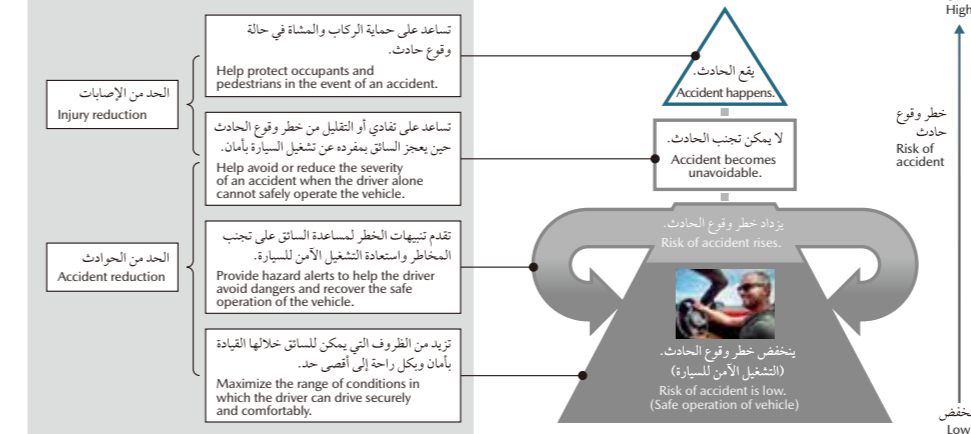 الحد من الإصابات
Injury reduction
الحد من الحوادث
Accident reduction
تساعد على حماية الركاب والمشاة في حالة
وقوع حادث.
Help protect occupants and
pedestrians in the event of an accident.
تساعد على تفادي أو التقليل من خطر وقوع الحادث
حين يعجز السائق بمفرده عن تشغيل السيارة بأمان.
Help avoid or reduce the severity
of an accident when the driver alone
cannot safely operate the vehicle.
تقدم تنبيهات الخطر لمساعدة السائق على تجنب
المخاطر واستعادة التشغيل الآمن للسيارة.
Provide hazard alerts to help the driver
avoid dangers and recover the safe
operation of the vehicle.
تزيد من الظروف التي يمكن للسائق خلالها القيادة
بأمان وبكل راحة إلى أقصى حد.
Maximize the range of conditions in
which the driver can drive securely
and comfortably.
يقع الحادث.
Accident happens.
لا يمكن تجنب الحادث.
Accident becomes
unavoidable.
يزداد خطر وقوع الحادث.
Risk of accident rises.
ينخفض خطر وقوع الحادث.
(التشغيل الآمن للسيارة)
Risk of accident is low.
(Safe operation of vehicle)
High
خطر وقوع
حادث
Risk of
accident
Low